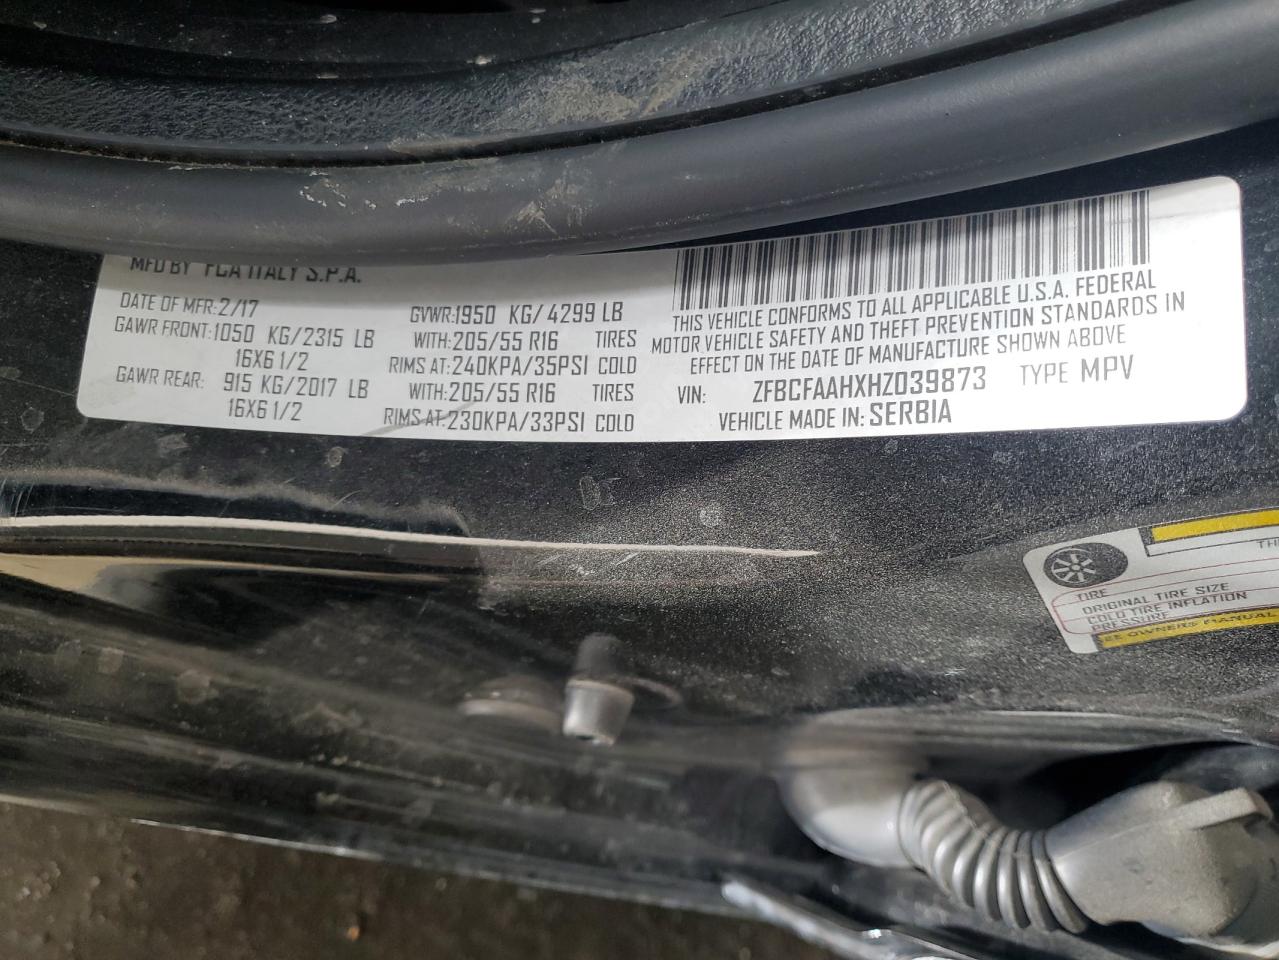 MFD BY FCA ITALY S.P.A.
DATE OF MFR: 2/17 GVWR: 1950 KG/ 4299 LB
GAWR FRONT: 1050 KG/2315 LB WITH: 205/55 R16 TIRES
16X6 1/2 RIMS AT: 240KPA/35PSI COLD
GAWR REAR: 915 KG/2017 LB WITH: 205/55 R16 TIRES
16X6 1/2 RIMS AT: 230KPA/33PSI COLD
THIS VEHICLE CONFORMS TO ALL APPLICABLE U.S.A. FEDERAL
MOTOR VEHICLE SAFETY AND THEFT PREVENTION STANDARDS IN
EFFECT ON THE DATE OF MANUFACTURE SHOWN ABOVE
VIN: ZFBCFAAHXHZ039873 TYPE MPV
VEHICLE MADE IN: SERBIA
TIRE
ORIGINAL TIRE SIZE
COLD TIRE INFLATION
PRESSURE
SEE OWNER'S MANUAL